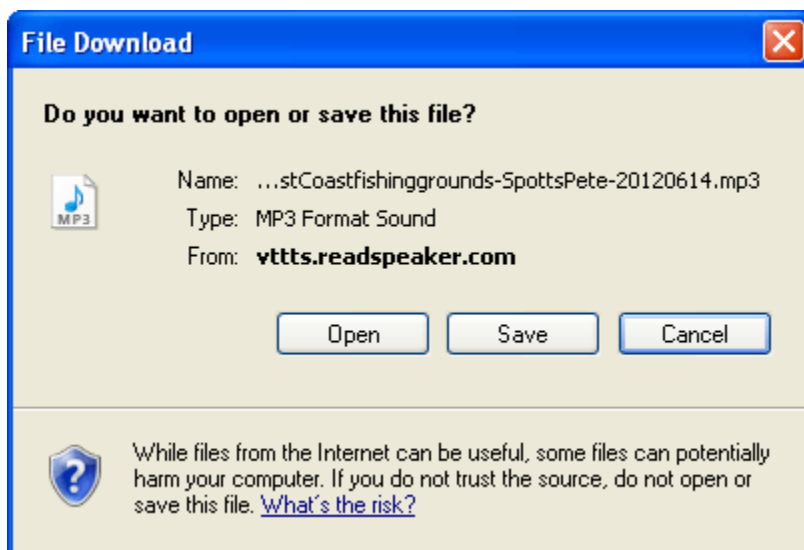 File Download
Do you want to open or save this file?
MP3
Name: ...stCoastfishinggrounds-SpottsPete-20120614.mp3
Type: MP3 Format Sound
From: vttts.readspeaker.com
Open Save Cancel
While files from the Internet can be useful, some files can potentially
harm your computer. If you do not trust the source, do not open or
save this file. What's the risk?